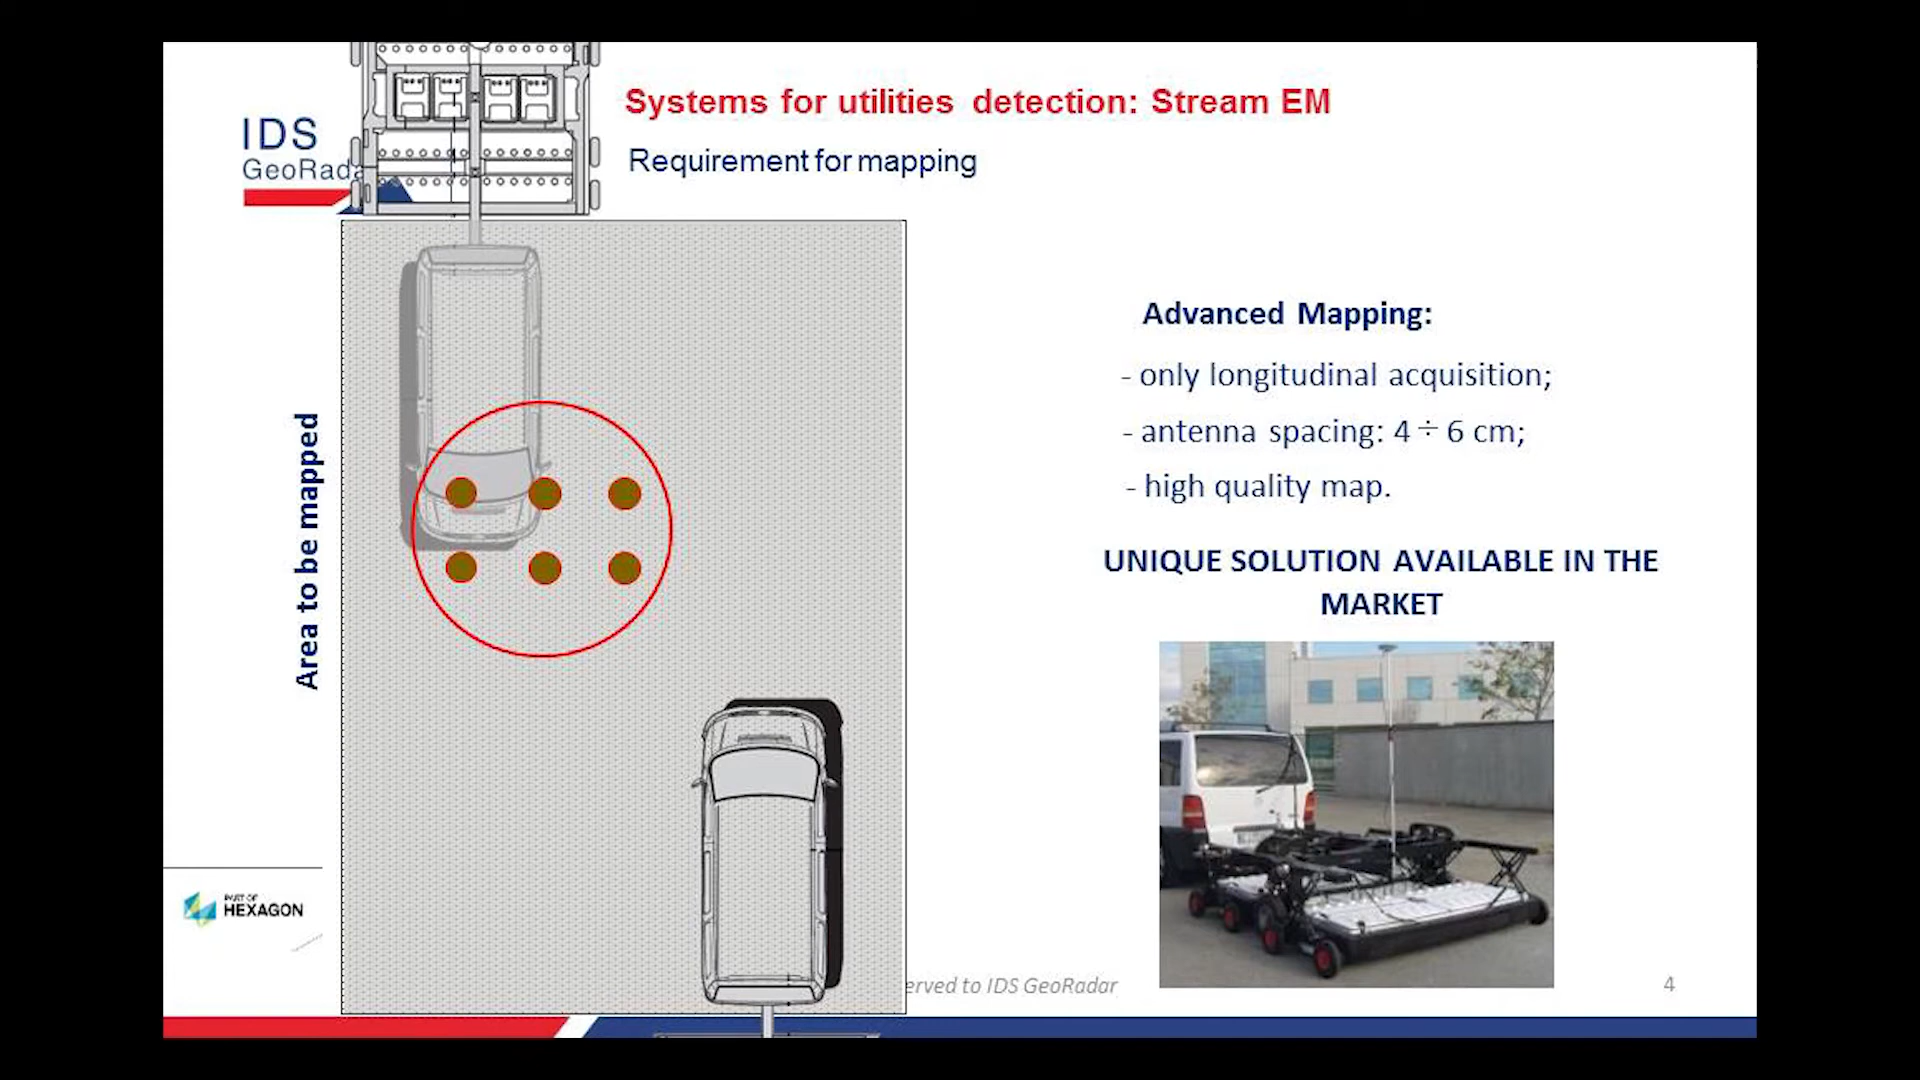 Systems for utilities detection: Stream EM
Requirement for mapping
IDS
GeoRada
Area to be mapped
Advanced Mapping:
- only longitudinal acquisition;
- antenna spacing: 4 ÷ 6 cm;
- high quality map.
UNIQUE SOLUTION AVAILABLE IN THE
MARKET
PART OF
HEXAGON
erved to IDS GeoRadar
4